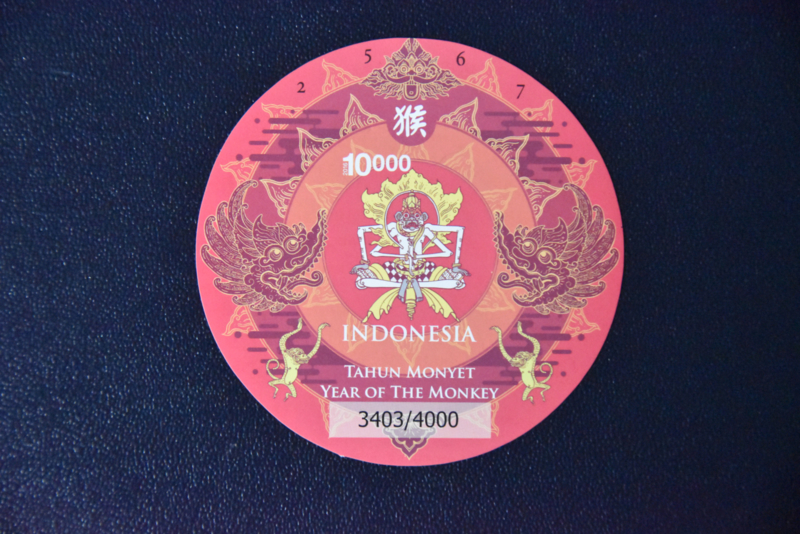 2 5 6 7
猴
10000
INDONESIA
TAHUN MONYET
YEAR OF THE MONKEY
3403/4000